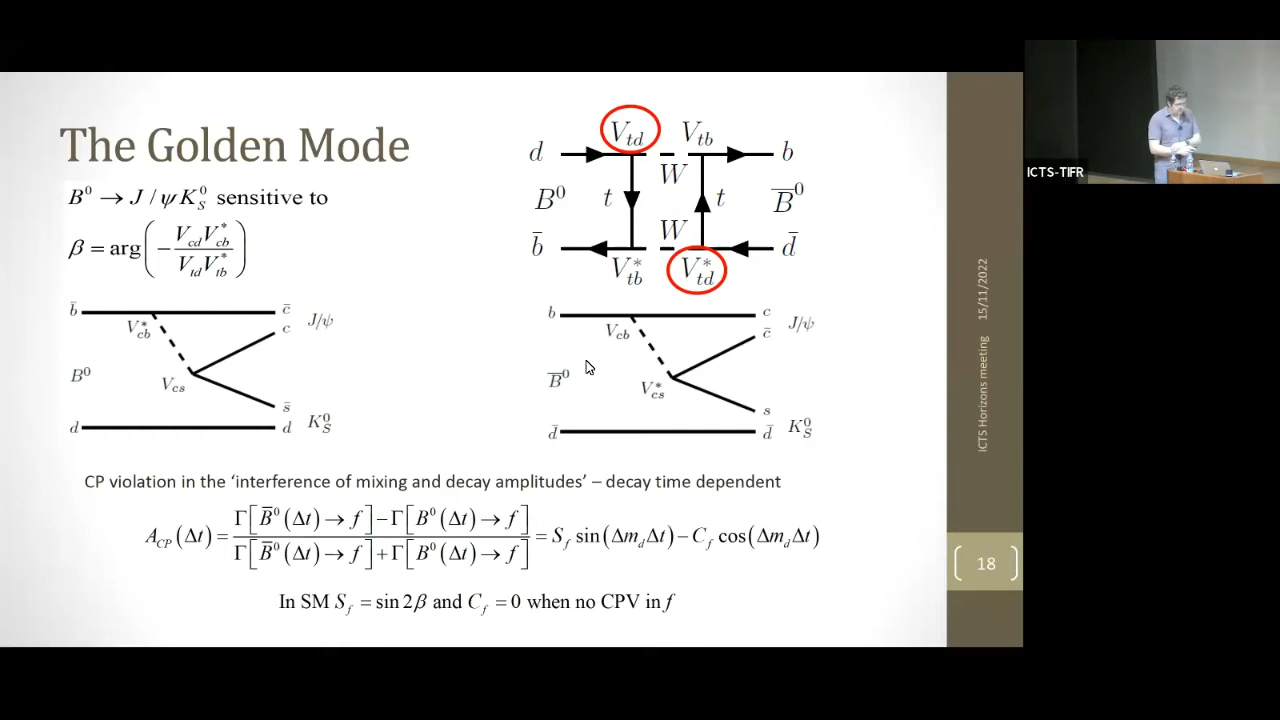 The Golden Mode
B⁰ → J/ψ K⁰_S sensitive to
β = arg(−V_cd V*_cb / V_td V*_tb)
d V_td V_tb b
W
B⁰ t t B̄⁰
W
b̄ V*_tb V*_td d̄
b̄ c̄
c J/ψ
V*_cb
B⁰ V_cs
s̄
d d K⁰_S
b c
c̄ J/ψ
V_cb
B̄⁰ V*_cs
s
d̄ d̄ K⁰_S
CP violation in the ‘interference of mixing and decay amplitudes’ – decay time dependent
A_CP(Δt) = Γ[B̄⁰(Δt) → f] − Γ[B⁰(Δt) → f] / Γ[B̄⁰(Δt) → f] + Γ[B⁰(Δt) → f] = S_f sin(Δm_d Δt) − C_f cos(Δm_d Δt)
In SM S_f = sin 2β and C_f = 0 when no CPV in f
ICTS Horizons meeting 15/11/2022
18
ICTS-TIFR